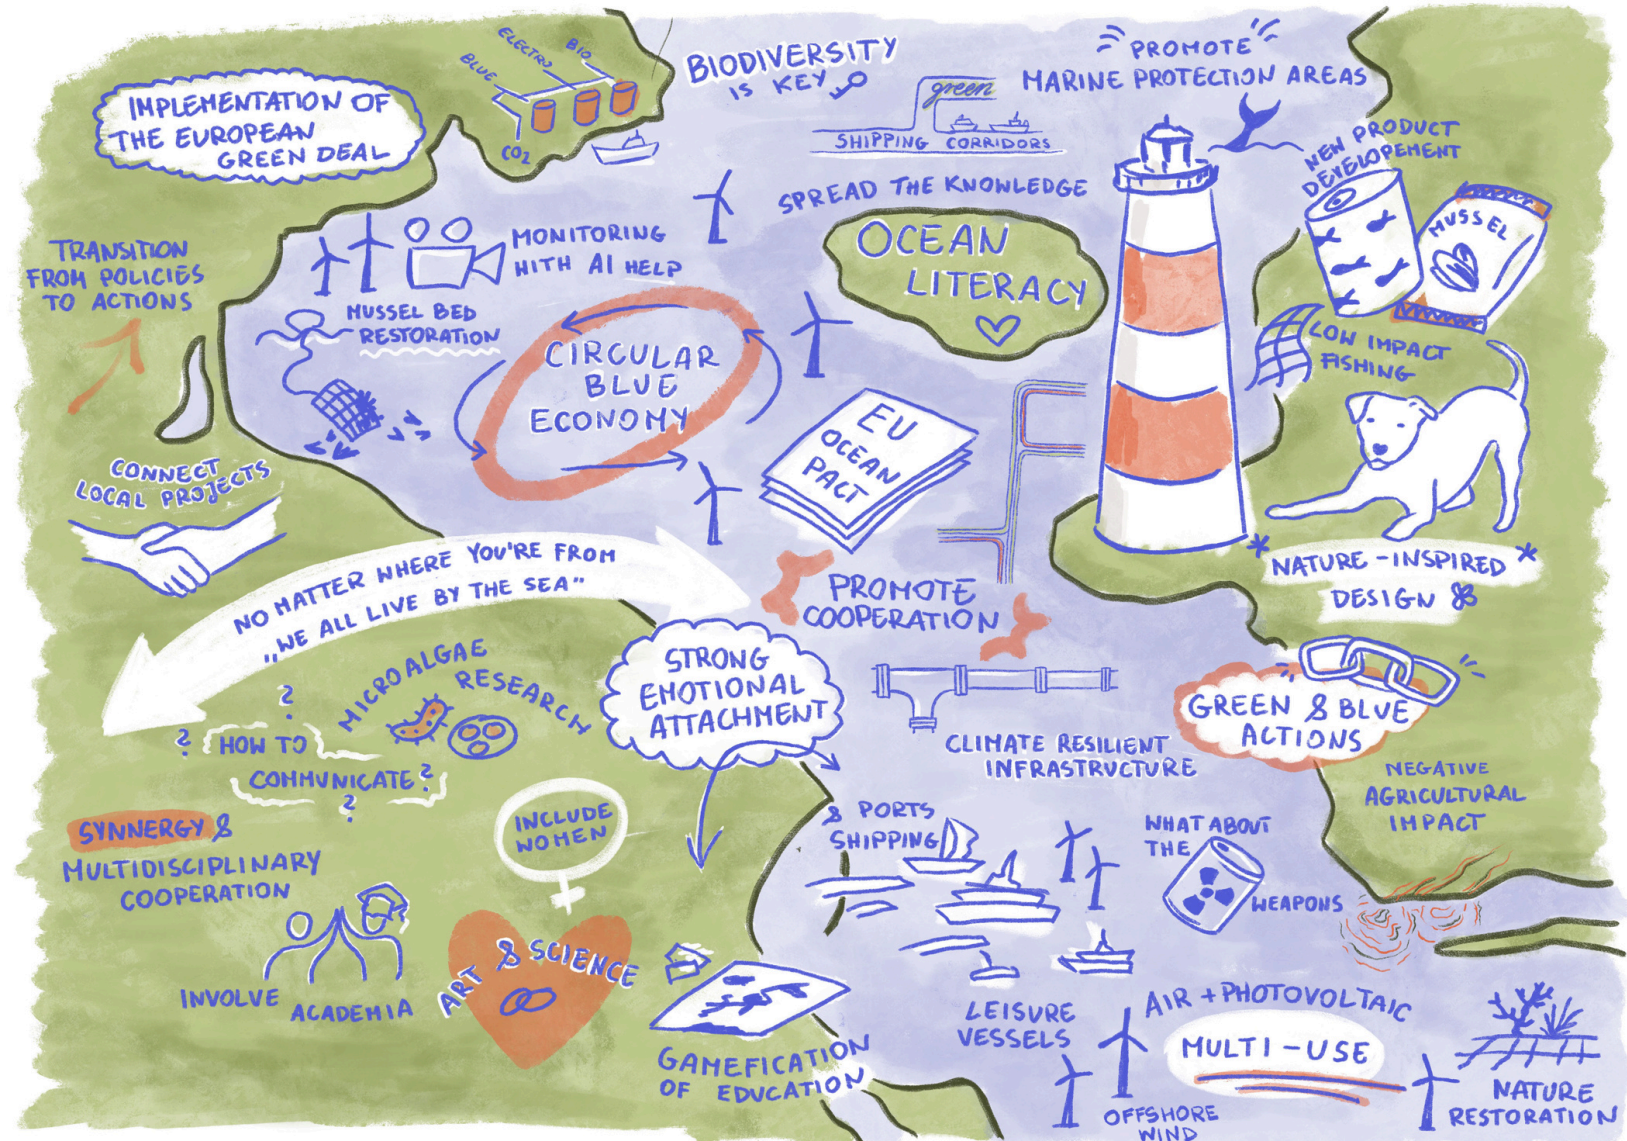 IMPLEMENTATION OF
THE EUROPEAN
GREEN DEAL
BLUE
ELECTRO
BIO
CO2
BIODIVERSITY
IS KEY
green
SHIPPING CORRIDORS
"PROMOTE"
MARINE PROTECTION AREAS
NEW PRODUCT
DEVELOPEMENT
MUSSEL
TRANSITION
FROM POLICIES
TO ACTIONS
MONITORING
WITH AI HELP
MUSSEL BED
RESTORATION
SPREAD THE KNOWLEDGE
OCEAN
LITERACY
LOW IMPACT
FISHING
CIRCULAR
BLUE
ECONOMY
EU
OCEAN
PACT
CONNECT
LOCAL PROJECTS
NO MATTER WHERE YOU'RE FROM
„WE ALL LIVE BY THE SEA"
PROMOTE
COOPERATION
* NATURE-INSPIRED *
DESIGN
STRONG
EMOTIONAL
ATTACHMENT
MICROALGAE
RESEARCH
?
? HOW TO
COMMUNICATE?
?
CLIMATE RESILIENT
INFRASTRUCTURE
GREEN & BLUE
ACTIONS
NEGATIVE
AGRICULTURAL
IMPACT
SYNNERGY &
MULTIDISCIPLINARY
COOPERATION
INCLUDE
WOMEN
& PORTS
SHIPPING
WHAT ABOUT
THE
WEAPONS
INVOLVE ACADEMIA
ART & SCIENCE
GAMEFICATION
OF EDUCATION
LEISURE
VESSELS
AIR + PHOTOVOLTAIC
MULTI-USE
OFFSHORE
WIND
NATURE
RESTORATION